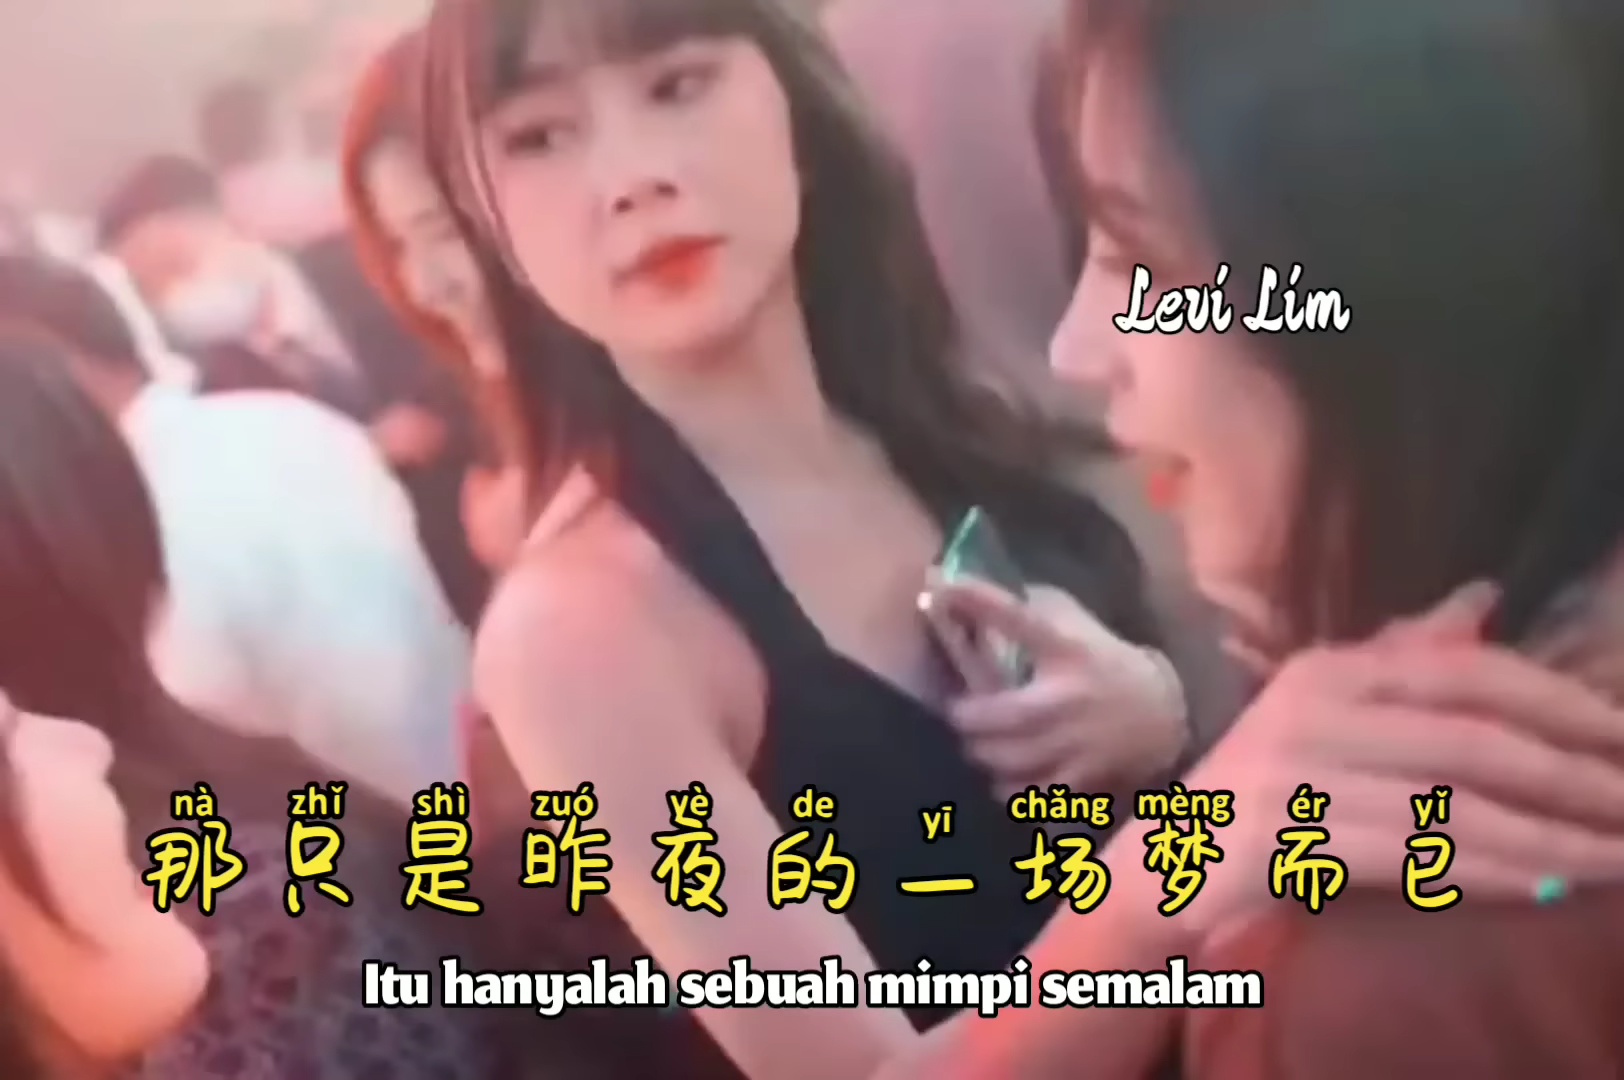 Levi Lim
nà zhǐ shì zuó yè de yī chǎng mèng ér yǐ
那只是昨夜的一场梦而已
Itu hanyalah sebuah mimpi semalam